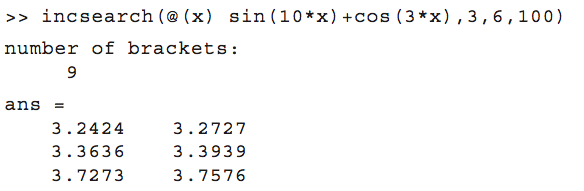 >> incsearch(@(x) sin(10*x)+cos(3*x),3,6,100)
number of brackets:
9
ans =
3.2424 3.2727
3.3636 3.3939
3.7273 3.7576